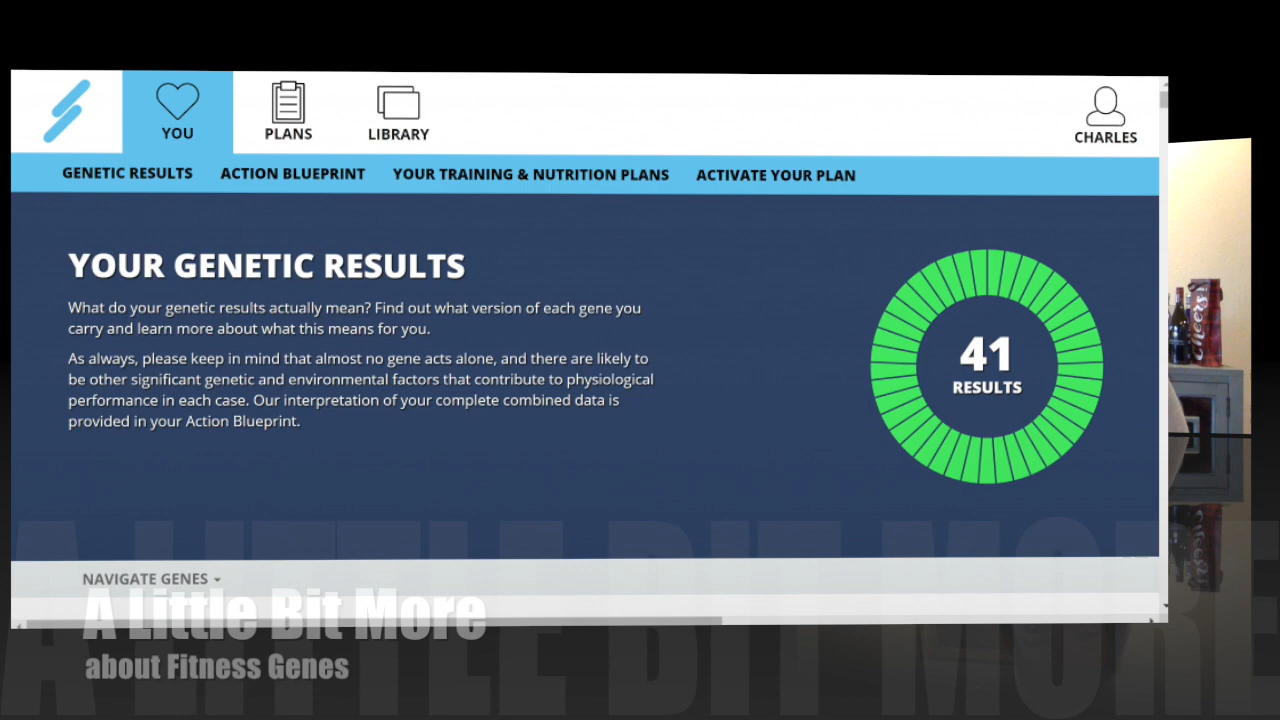 YOU
PLANS
LIBRARY
CHARLES
GENETIC RESULTS
ACTION BLUEPRINT
YOUR TRAINING & NUTRITION PLANS
ACTIVATE YOUR PLAN
YOUR GENETIC RESULTS
What do your genetic results actually mean? Find out what version of each gene you
carry and learn more about what this means for you.
As always, please keep in mind that almost no gene acts alone, and there are likely to
be other significant genetic and environmental factors that contribute to physiological
performance in each case. Our interpretation of your complete combined data is
provided in your Action Blueprint.
41
RESULTS
Cheers!
NAVIGATE GENES
A LITTLE BIT MORE
A Little Bit More
about Fitness Genes